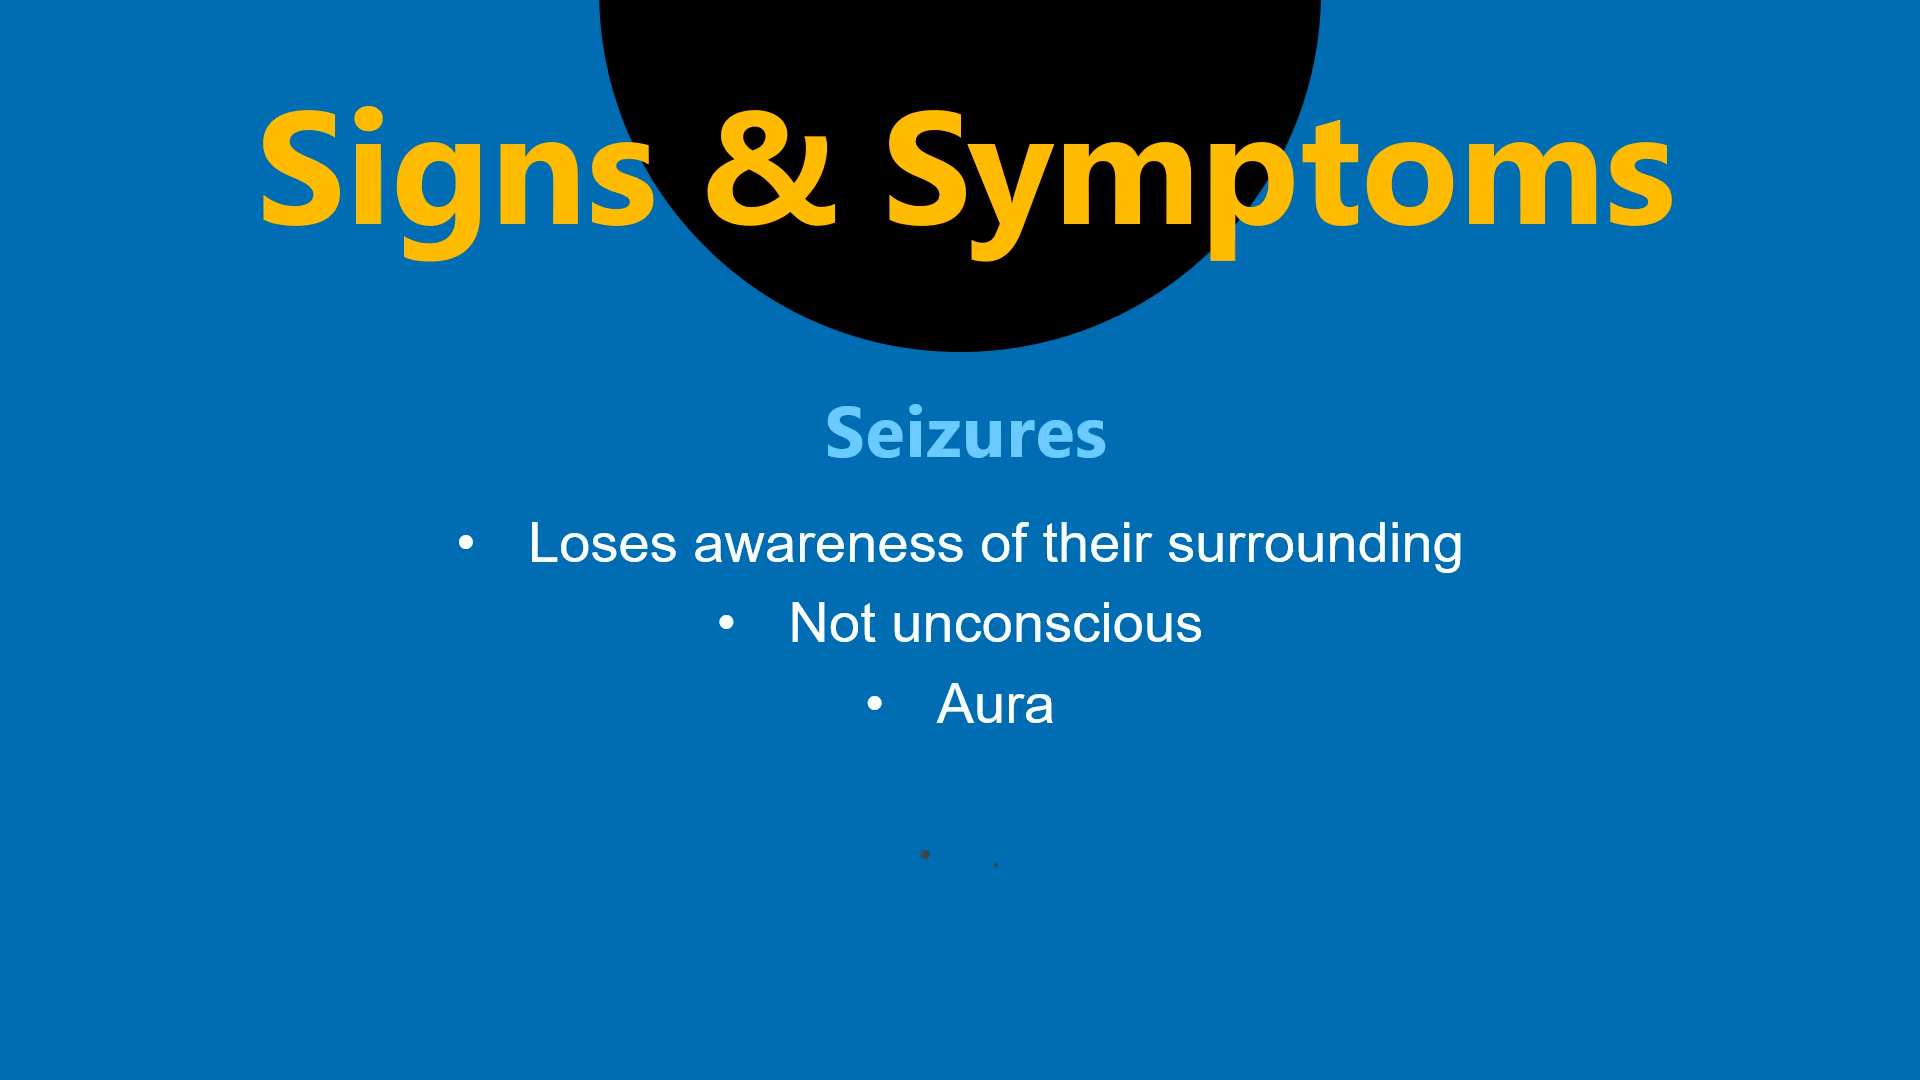 Signs & Symptoms
Seizures
• Loses awareness of their surrounding
• Not unconscious
• Aura